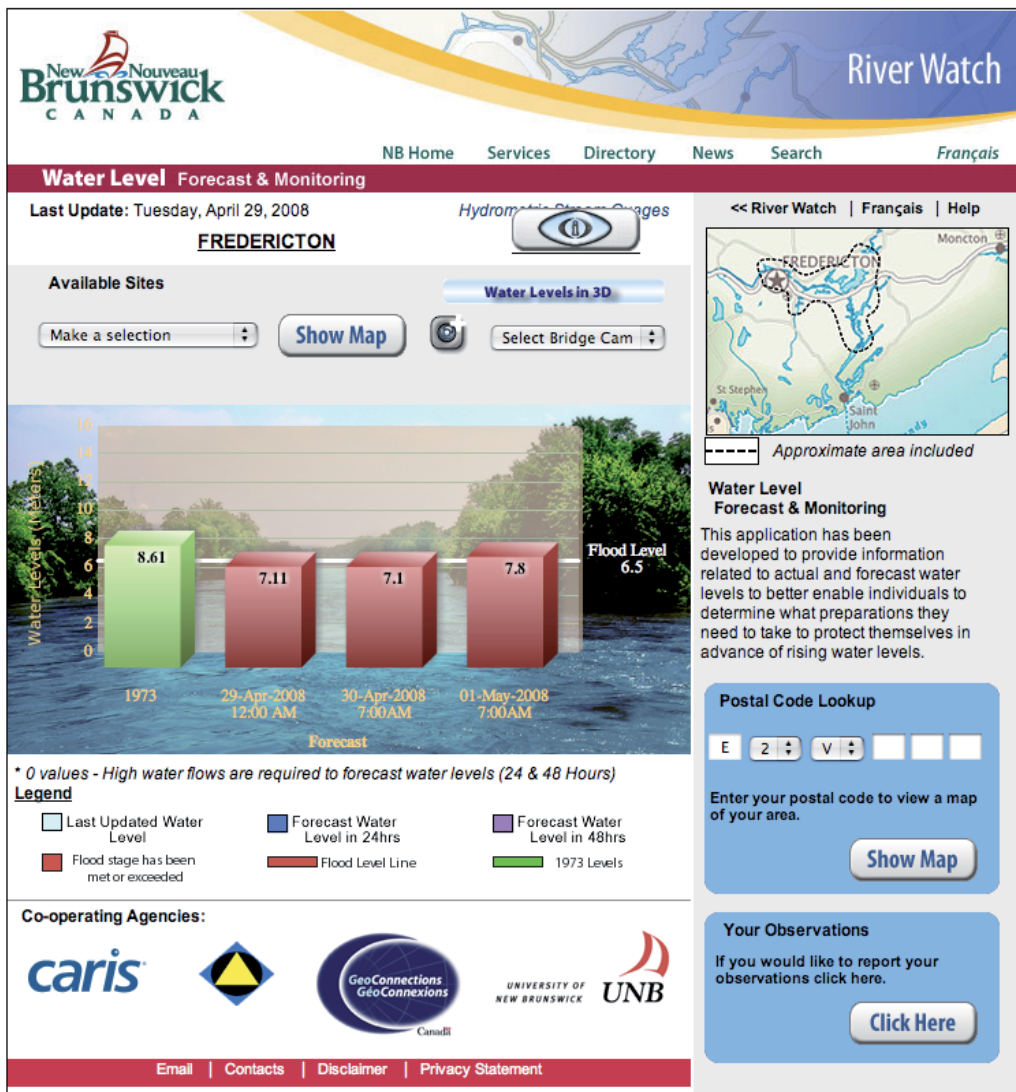 New Nouveau
Brunswick
CANADA
River Watch
NB Home Services Directory News Search Français
Water Level Forecast & Monitoring
Last Update: Tuesday, April 29, 2008
Hydrometric Stream Guages
FREDERICTON
Available Sites
Water Levels in 3D
Make a selection
Show Map
Select Bridge Cam
16
14
12
10
8
6
4
2
0
Water Levels (Meters)
8.61
7.11
7.1
7.8
Flood Level
6.5
1973
29-Apr-2008
12:00 AM
30-Apr-2008
7:00AM
01-May-2008
7:00AM
Forecast
* 0 values - High water flows are required to forecast water levels (24 & 48 Hours)
Legend
Last Updated Water
Level
Forecast Water
Level in 24hrs
Forecast Water
Level in 48hrs
Flood stage has been
met or exceeded
Flood Level Line
1973 Levels
Co-operating Agencies:
caris
GeoConnections
GéoConnexions
Canada
UNIVERSITY OF
NEW BRUNSWICK
UNB
Email | Contacts | Disclaimer | Privacy Statement
<< River Watch | Français | Help
Moncton
FREDERICTON
St Stephen
Saint
John
Approximate area included
Water Level
Forecast & Monitoring
This application has been
developed to provide information
related to actual and forecast water
levels to better enable individuals to
determine what preparations they
need to take to protect themselves in
advance of rising water levels.
Postal Code Lookup
E 2 V
Enter your postal code to view a map
of your area.
Show Map
Your Observations
If you would like to report your
observations click here.
Click Here